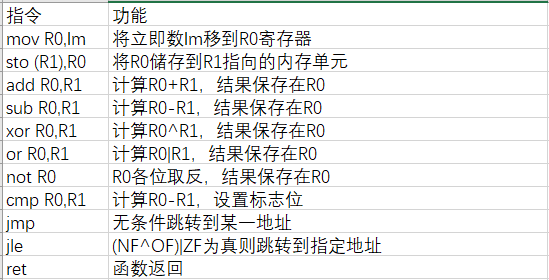 指令 功能
mov R0,Im 将立即数Im移到R0寄存器
sto (R1),R0 将R0储存到R1指向的内存单元
add R0,R1 计算R0+R1，结果保存在R0
sub R0,R1 计算R0-R1，结果保存在R0
xor R0,R1 计算R0^R1，结果保存在R0
or R0,R1 计算R0|R1，结果保存在R0
not R0 R0各位取反，结果保存在R0
cmp R0,R1 计算R0-R1，设置标志位
jmp 无条件跳转到某一地址
jle (NF^OF)|ZF为真则跳转到指定地址
ret 函数返回